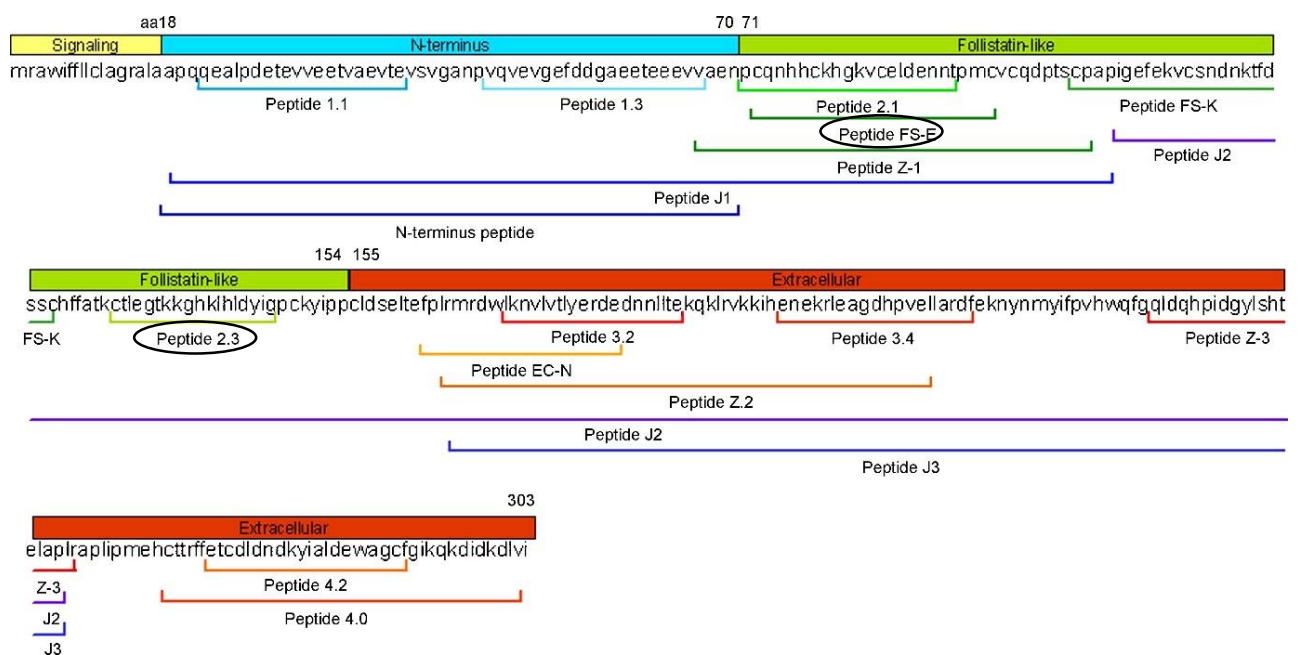 aa18 70 71
Signaling N-terminus Follistatin-like
mrawiffllclagralaapqqealpdetevveetvaevtevsvganpvqvevgefddgaeeteeevvaenpcqnhhckhgkvceldenntpmcvcqdptscpapigefekvcsndnktfd
Peptide 1.1 Peptide 1.3 Peptide 2.1 Peptide FS-K
Peptide FS-E
Peptide J2
Peptide Z-1
Peptide J1
N-terminus peptide
154 155
Follistatin-like Extracellular
sschffatkctlegtkkghklhldyigpckyippcldseltefplrmrdwlknvlvtlyerdednnlltekqklrvkkihenekrleagdhpvellardfeknynmyifpvhwqfgqldqhpidgylsht
FS-K Peptide 2.3 Peptide 3.2 Peptide 3.4 Peptide Z-3
Peptide EC-N
Peptide Z.2
Peptide J2
Peptide J3
303
Extracellular
elaplraplipmehcttrffetcdldndkyialdewagcfgikqkdidkdlvi
Z-3 Peptide 4.2
J2 Peptide 4.0
J3